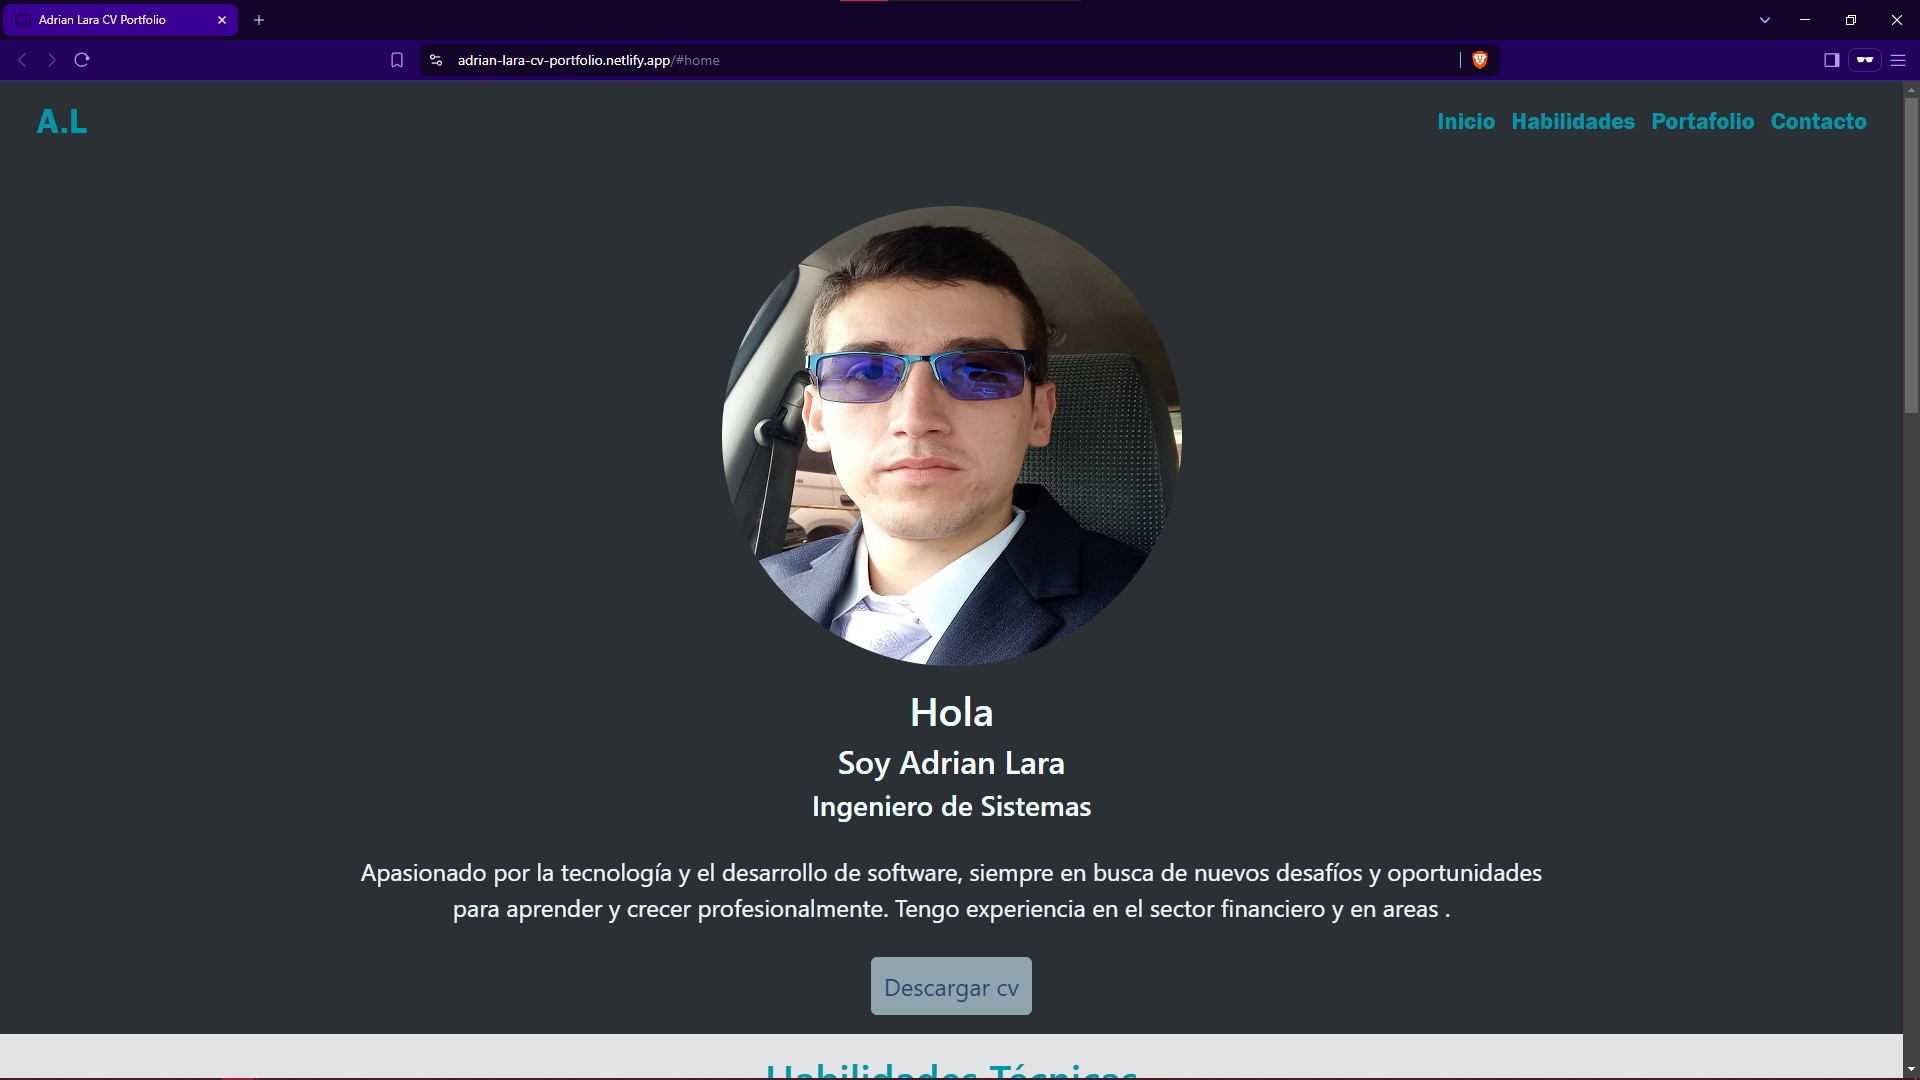 Adrian Lara CV Portfolio
adrian-lara-cv-portfolio.netlify.app/#home
A.L
Inicio Habilidades Portafolio Contacto
Hola
Soy Adrian Lara
Ingeniero de Sistemas
Apasionado por la tecnología y el desarrollo de software, siempre en busca de nuevos desafíos y oportunidades
para aprender y crecer profesionalmente. Tengo experiencia en el sector financiero y en areas .
Descargar cv
Habilidades Técnicas